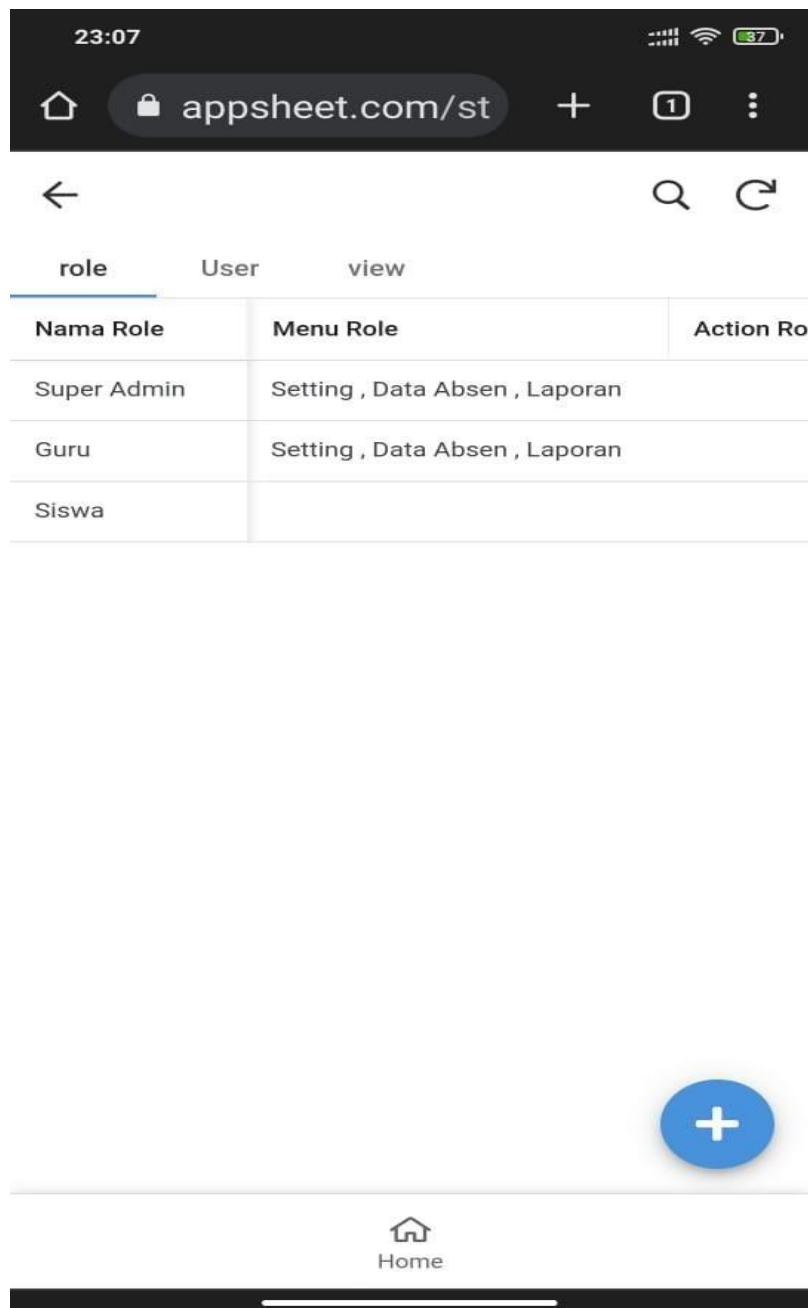 23:07
37
appsheet.com/st
1
role User view
Nama Role Menu Role Action Ro
Super Admin Setting , Data Absen , Laporan
Guru Setting , Data Absen , Laporan
Siswa
Home